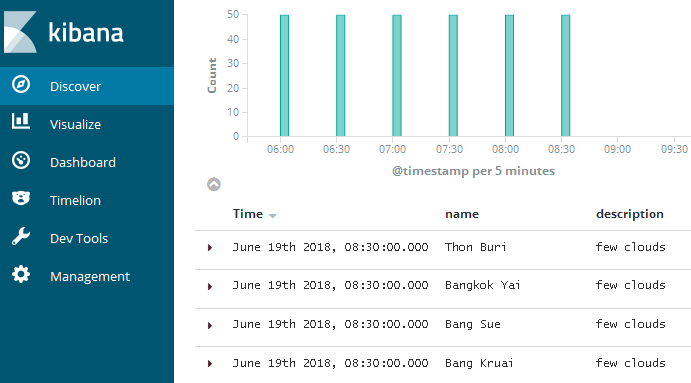 kibana
Discover
Visualize
Dashboard
Timelion
Dev Tools
Management
Count
50
40
30
20
10
0
06:00 06:30 07:00 07:30 08:00 08:30 09:00 09:30
@timestamp per 5 minutes
Time name description
June 19th 2018, 08:30:00.000 Thon Buri few clouds
June 19th 2018, 08:30:00.000 Bangkok Yai few clouds
June 19th 2018, 08:30:00.000 Bang Sue few clouds
June 19th 2018, 08:30:00.000 Bang Kruai few clouds